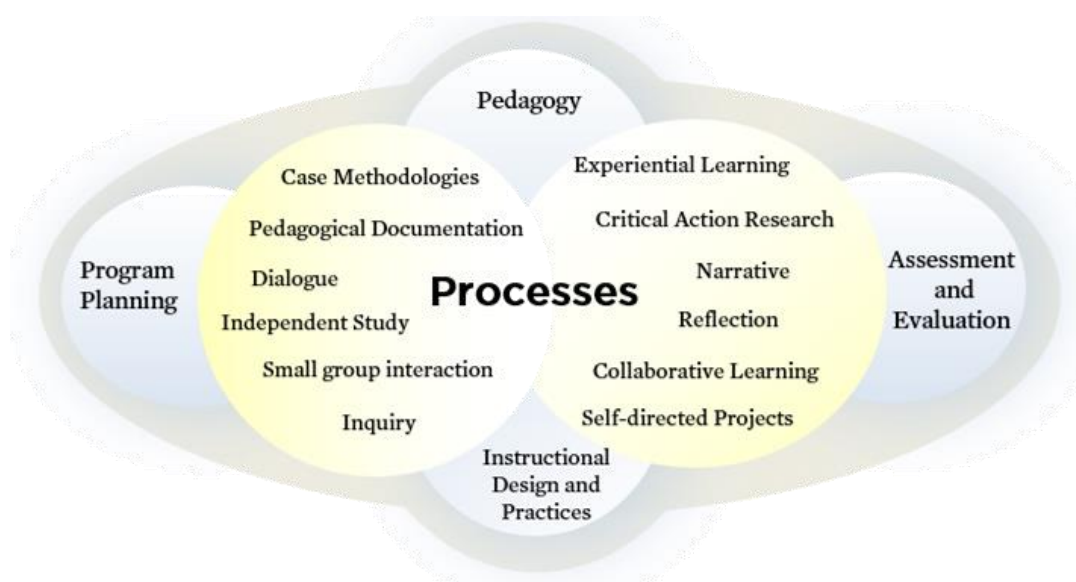 Pedagogy
Case Methodologies
Pedagogical Documentation
Dialogue
Independent Study
Small group interaction
Inquiry
Processes
Experiential Learning
Critical Action Research
Narrative
Reflection
Collaborative Learning
Self-directed Projects
Program
Planning
Assessment
and
Evaluation
Instructional
Design and
Practices